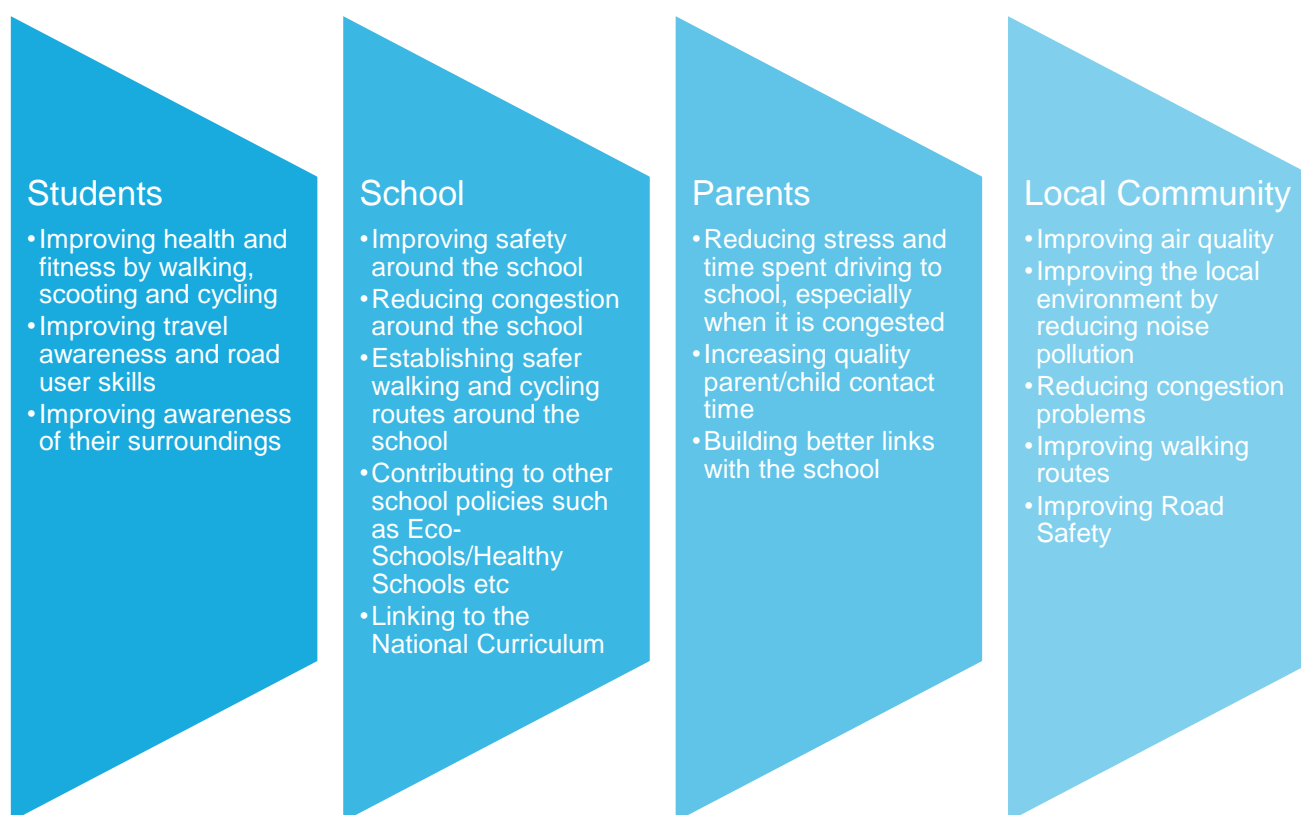 Students
•Improving health and
fitness by walking,
scooting and cycling
•Improving travel
awareness and road
user skills
•Improving awareness
of their surroundings
School
•Improving safety
around the school
•Reducing congestion
around the school
•Establishing safer
walking and cycling
routes around the
school
•Contributing to other
school policies such
as Eco-
Schools/Healthy
Schools etc
•Linking to the
National Curriculum
Parents
•Reducing stress and
time spent driving to
school, especially
when it is congested
•Increasing quality
parent/child contact
time
•Building better links
with the school
Local Community
•Improving air quality
•Improving the local
environment by
reducing noise
pollution
•Reducing congestion
problems
•Improving walking
routes
•Improving Road
Safety